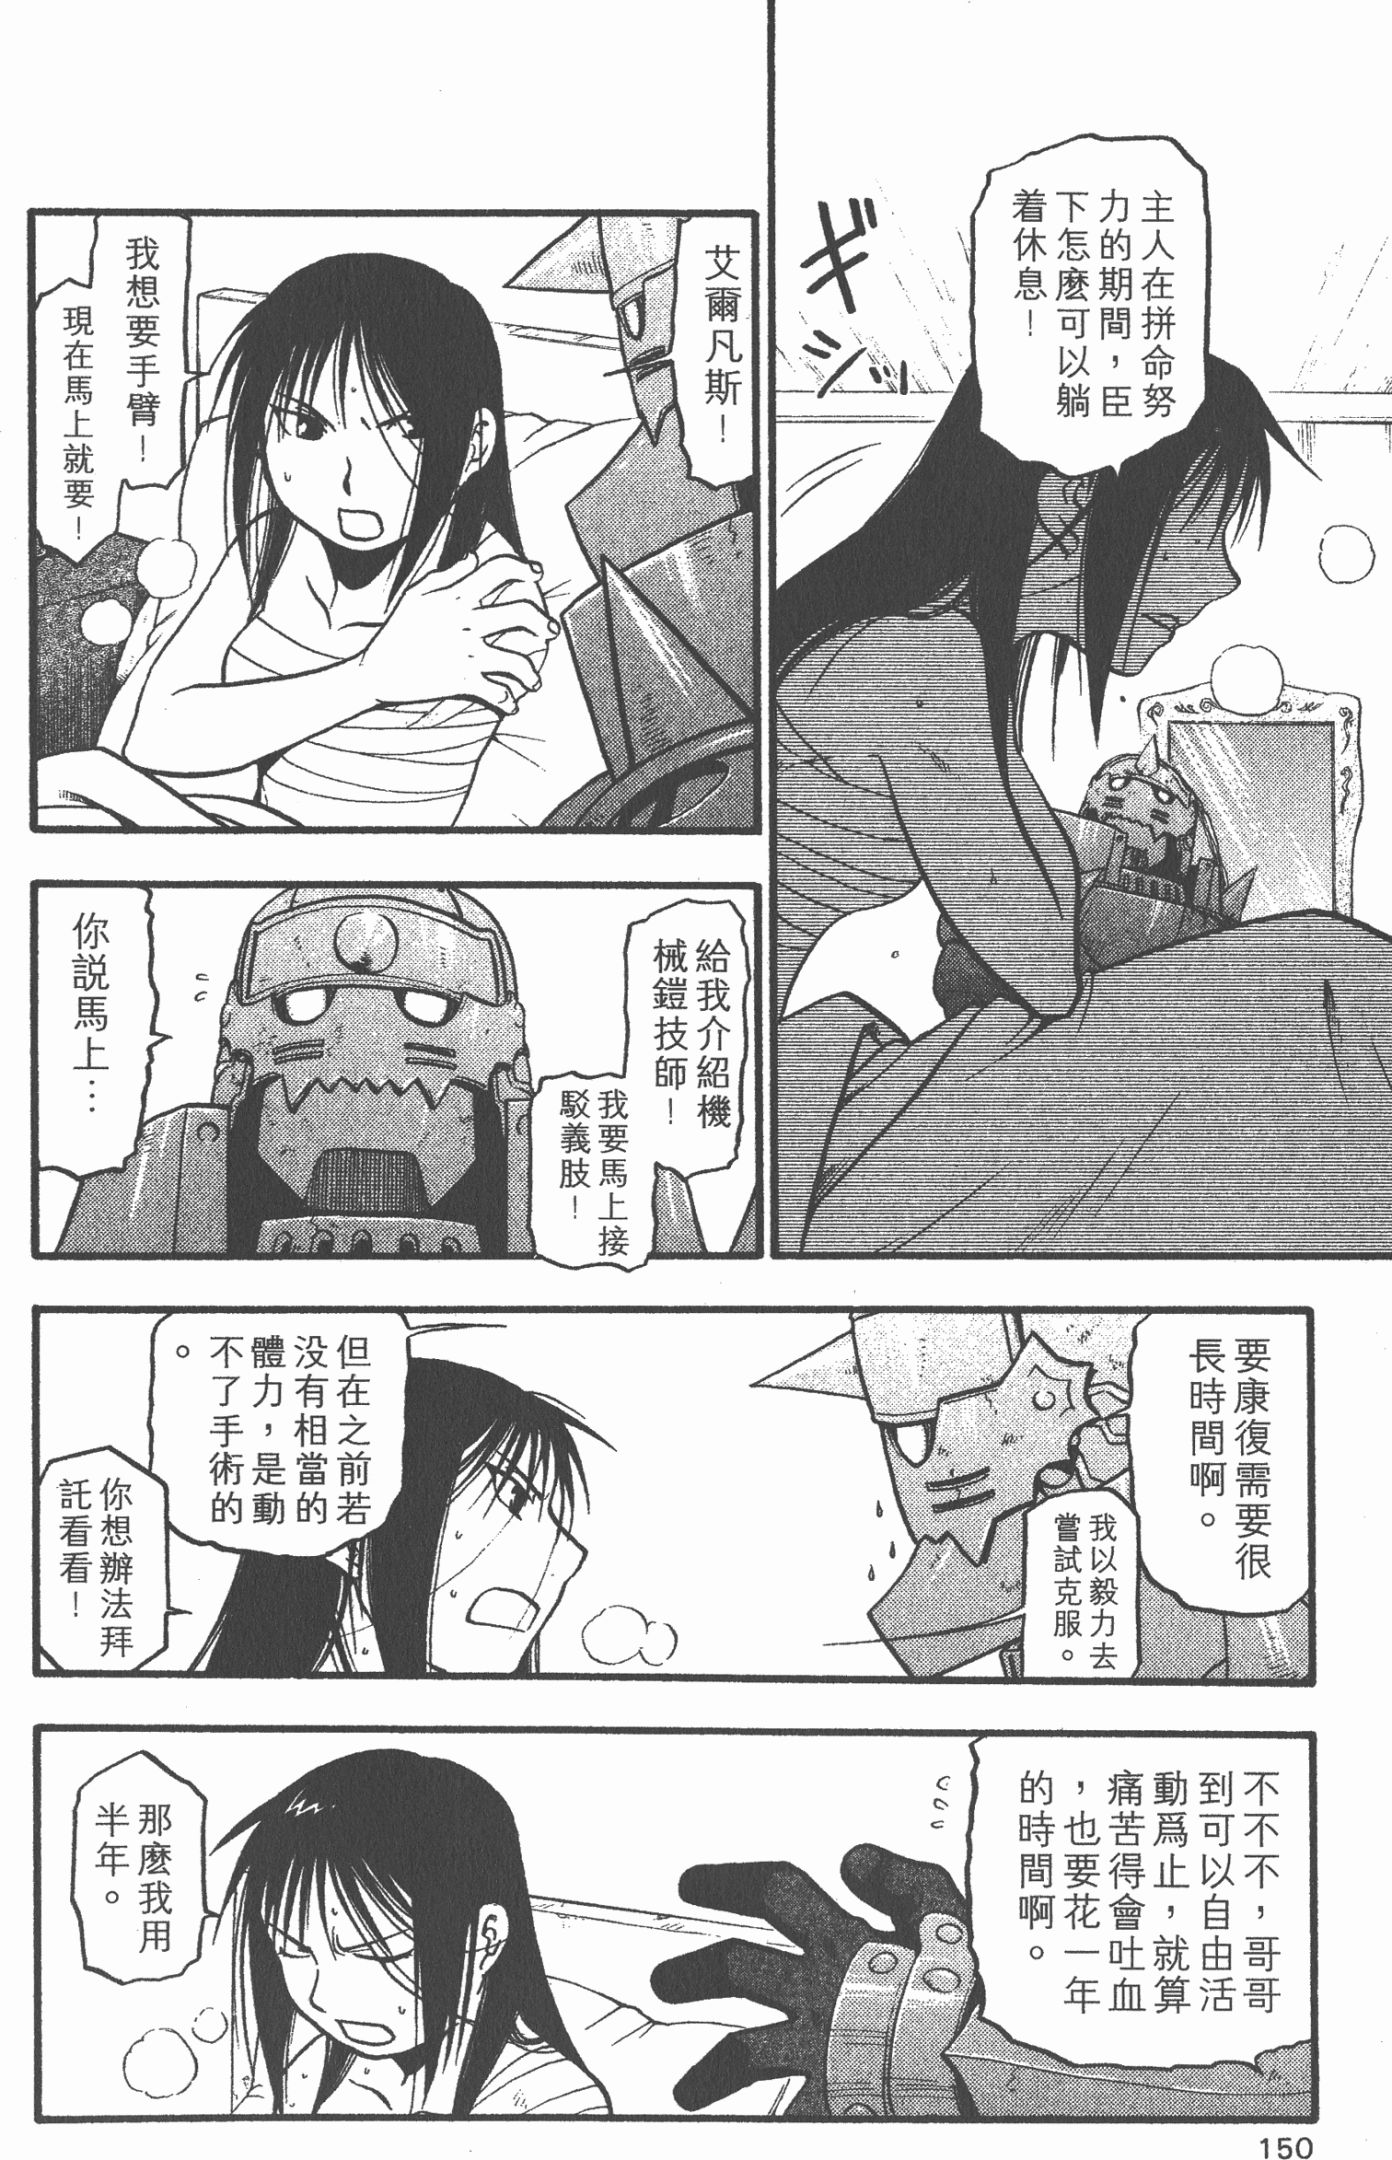 主人在拼命努
力的期間，臣
下怎麼可以躺
着休息！
ギシッ
艾爾凡斯！
我想要手臂！
現在馬上就要！
給我介紹機
械鎧技師！
我要馬上接
駁義肢！
你説馬上…
要康復需要很
長時間啊。
我以毅力去
嘗試克服。
但在之前若
没有相當的
體力，是動
不了手術的
。
你想辦法拜
託看看！
不不不，哥哥
到可以自由活
動爲止，就算
痛苦得會吐血
，也要花一年
的時間啊。
那麼我用
半年。
150